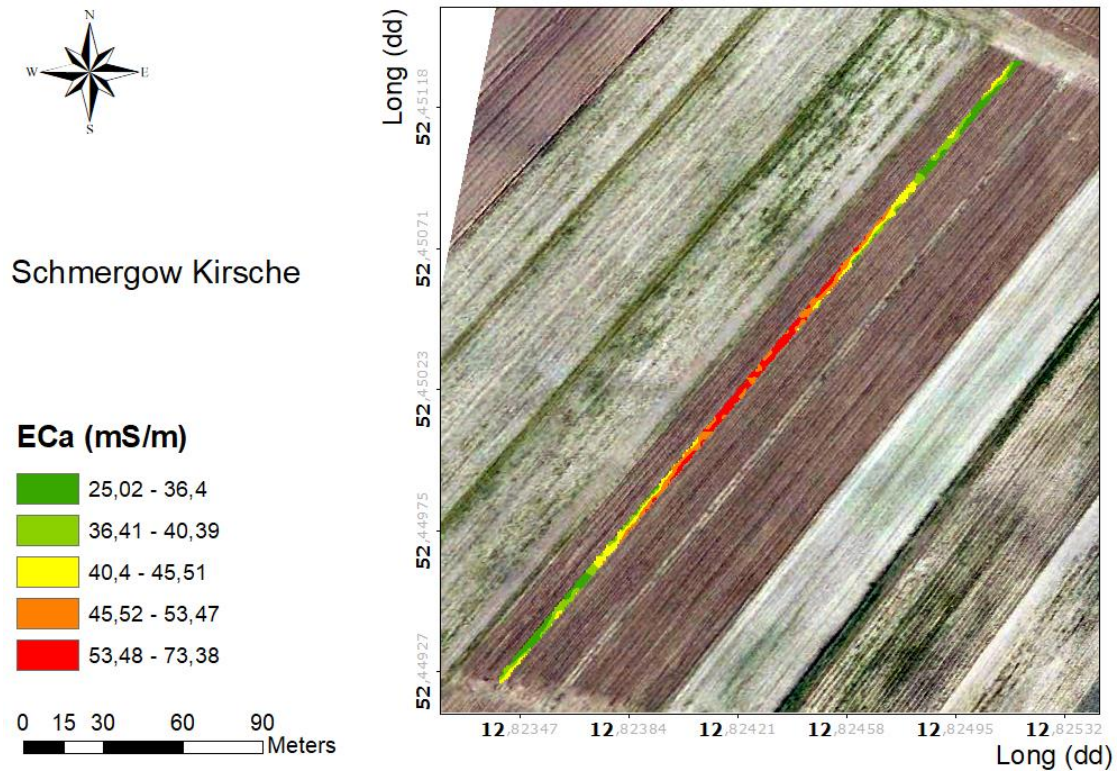 N
W E
S
Schmergow Kirsche
ECa (mS/m)
25,02 - 36,4
36,41 - 40,39
40,4 - 45,51
45,52 - 53,47
53,48 - 73,38
0 15 30 60 90
Meters
Long (dd)
52,45118
52,45071
52,45023
52,44975
52,44927
12,82347 12,82384 12,82421 12,82458 12,82495 12,82532
Long (dd)